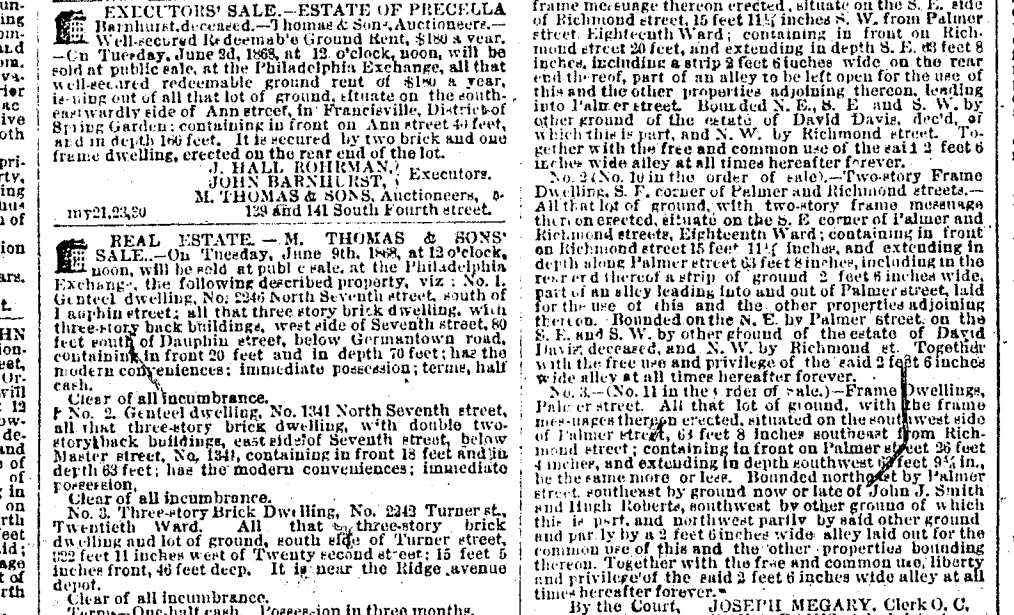 EXECUTORS' SALE.—ESTATE OF PRECELLA
Barnhurst, deceased.—Thomas & Sons, Auctioneers.—
Well-secured Redeemable Ground Rent, $180 a year.
—On Tuesday, June 2d, 1868, at 12 o'clock, noon, will be
sold at public sale, at the Philadelphia Exchange, all that
well-secured redeemable ground rent of $180 a year,
issuing out of all that lot of ground, situate on the south-
eastwardly side of Ann street, in Francisville, District of
Spring Garden; containing in front on Ann street 40 feet,
and in depth 166 feet. It is secured by two brick and one
frame dwelling, erected on the rear end of the lot.
J. HALL ROHRMAN,
JOHN BARNHURST, } Executors.
M. THOMAS & SONS, Auctioneers,
my21,23,30 139 and 141 South Fourth street.
REAL ESTATE.—M. THOMAS & SONS'
SALE.—On Tuesday, June 9th, 1868, at 12 o'clock,
noon, will be sold at public sale, at the Philadelphia
Exchange, the following described property, viz: No. 1.
Genteel dwelling, No. 2246 North Seventh street, south of
Dauphin street; all that three story brick dwelling, with
three-story back buildings, west side of Seventh street, 80
feet south of Dauphin street, below Germantown road,
containing in front 20 feet and in depth 70 feet; has the
modern conveniences; immediate possession; terms, half
cash.
Clear of all incumbrance.
No. 2. Genteel dwelling, No. 1341 North Seventh street,
all that three story brick dwelling, with double two-
story back buildings, east side of Seventh street, below
Master street, No. 1341, containing in front 18 feet and in
depth 63 feet; has the modern conveniences; immediate
possession.
Clear of all incumbrance.
No. 3. Three-story Brick Dwelling, No. 2242 Turner st.,
Twentieth Ward. All that three-story brick
dwelling and lot of ground, south side of Turner street,
322 feet 11 inches west of Twenty second street; 15 feet 5
inches front, 46 feet deep. It is near the Ridge avenue
depot.
Clear of all incumbrance.
Terms—One-half cash. Possession in three months.
frame messuage thereon erected, situate on the S. E. side
of Richmond street, 15 feet 11¼ inches S. W. from Palmer
street Eighteenth Ward; containing in front on Rich-
mond street 20 feet, and extending in depth S. E. 63 feet 8
inches, including a strip 2 feet 6 inches wide on the rear
end thereof, part of an alley to be left open for the use of
this and the other properties adjoining thereon, leading
into Palmer street. Bounded N. E., S. E and S. W. by
other ground of the estate of David Davis, dec'd, of
which this is part, and N. W. by Richmond street. To-
gether with the free and common use of the said 2 feet 6
inches wide alley at all times hereafter forever.
No. 2 (No. 10 in the order of sale).—Two-story Frame
Dwelling, S. E. corner of Palmer and Richmond streets.—
All that lot of ground, with two-story frame messuage
thereon erected, situate on the S. E corner of Palmer and
Richmond streets, Eighteenth Ward; containing in front
on Richmond street 15 feet 11¼ inches, and extending in
depth along Palmer street 63 feet 8 inches, including in the
rear end thereof a strip of ground 2 feet 6 inches wide,
part of an alley leading into and out of Palmer street, laid
for the use of this and the other properties adjoining
thereon. Bounded on the N. E. by Palmer street, on the
S. E. and S. W. by other ground of the estate of David
Davis, deceased, and N. W. by Richmond st. Together
with the free use and privilege of the said 2 feet 6 inches
wide alley at all times hereafter forever.
No. 3.—(No. 11 in the order of sale.)—Frame Dwellings,
Palmer street. All that lot of ground, with the frame
messuages thereon erected, situated on the southwest side
of Palmer street, 63 feet 8 inches southeast from Rich-
mond street; containing in front on Palmer street 26 feet
4 inches, and extending in depth southwest feet 9¾ in.,
be the same more or less. Bounded northeast by Palmer
street, southeast by ground now or late of John J. Smith
and Hugh Roberts, southwest by other ground of which
this is part, and northwest partly by said other ground
and partly by a 2 feet 6 inches wide alley laid out for the
common use of this and the other properties bounding
thereon. Together with the free and common use, liberty
and privilege of the said 2 feet 6 inches wide alley at all
times hereafter forever.
By the Court, JOSEPH MEGARY, Clerk O. C.